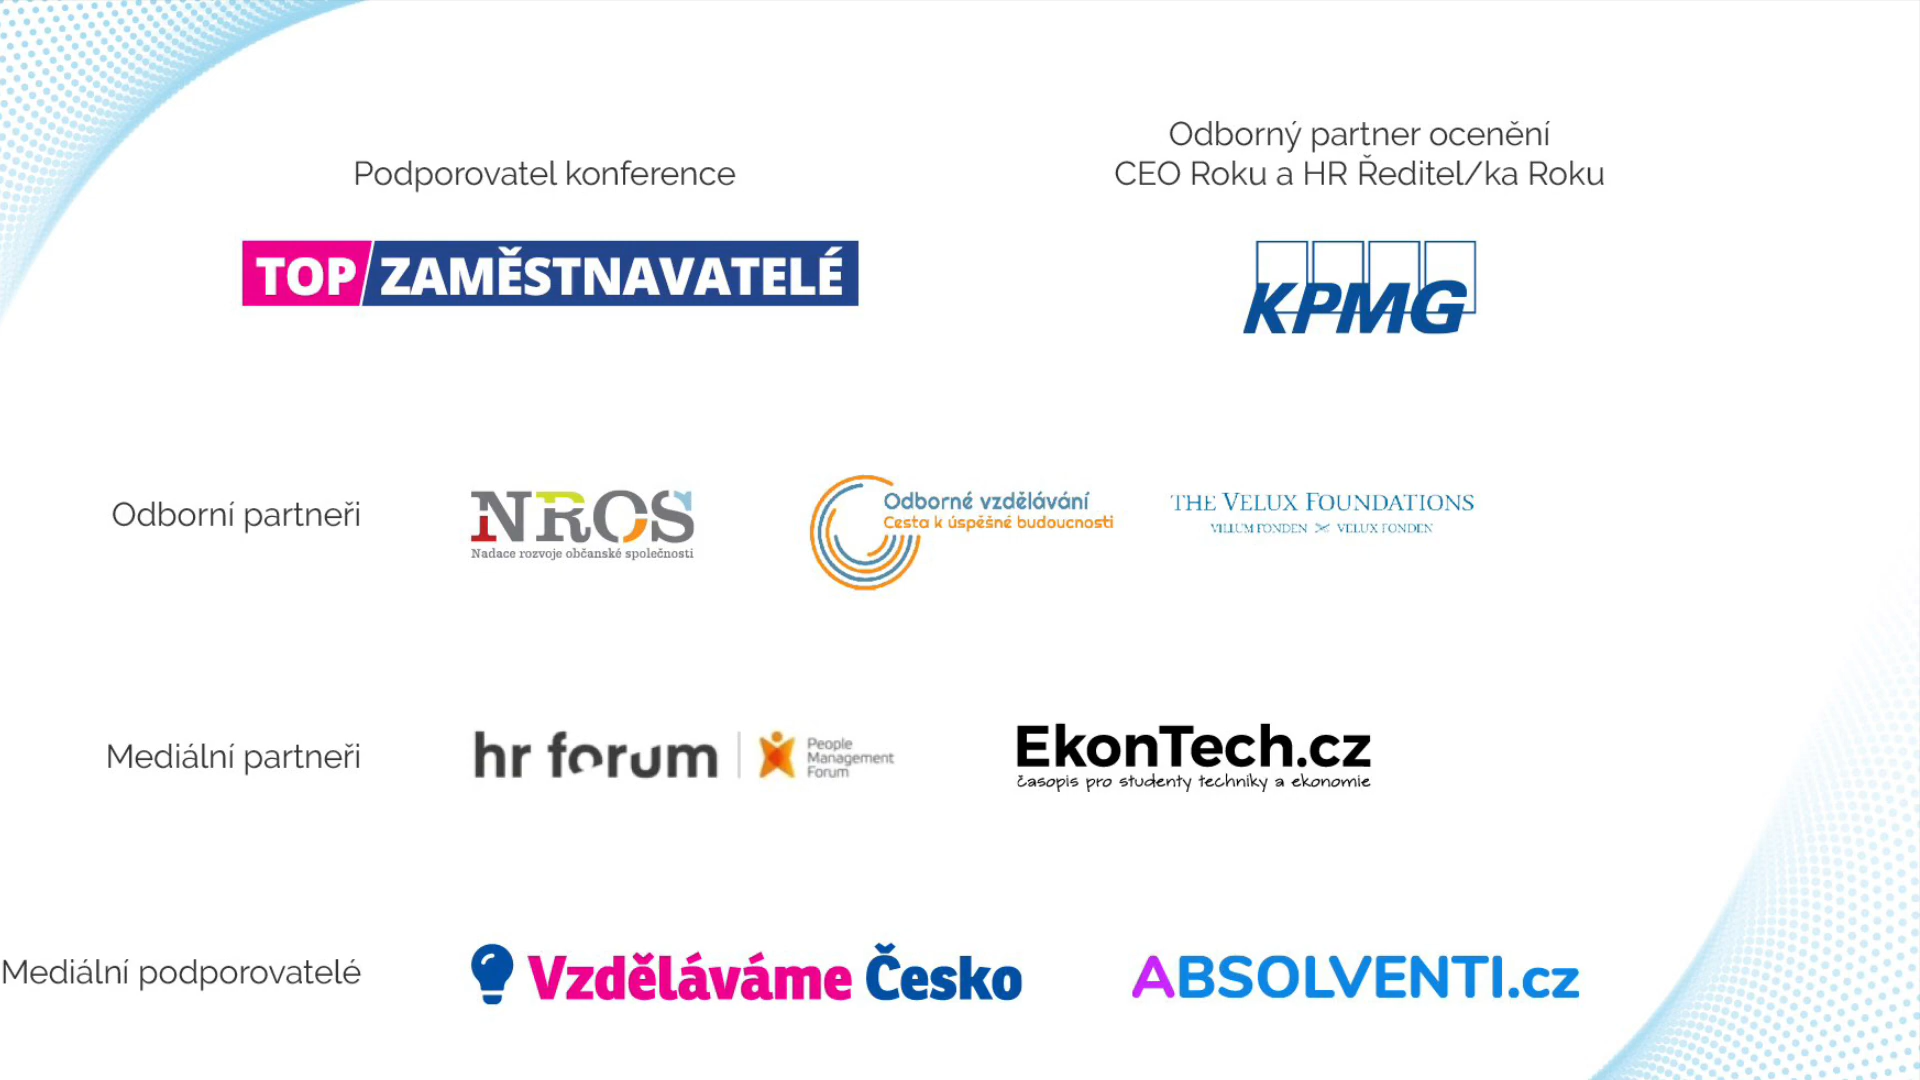 Podporovatel konference
TOP ZAMĚSTNAVATELÉ
Odborný partner ocenění
CEO Roku a HR Ředitel/ka Roku
KPMG
Odborní partneři
NROS
Nadace rozvoje občanské společnosti
Odborné vzdělávání
Cesta k úspěšné budoucnosti
THE VELUX FOUNDATIONS
VILLUM FONDEN VELUX FONDEN
Mediální partneři
hr forum
People
Management
Forum
EkonTech.cz
časopis pro studenty techniky a ekonomie
Mediální podporovatelé
Vzděláváme Česko
ABSOLVENTI.cz